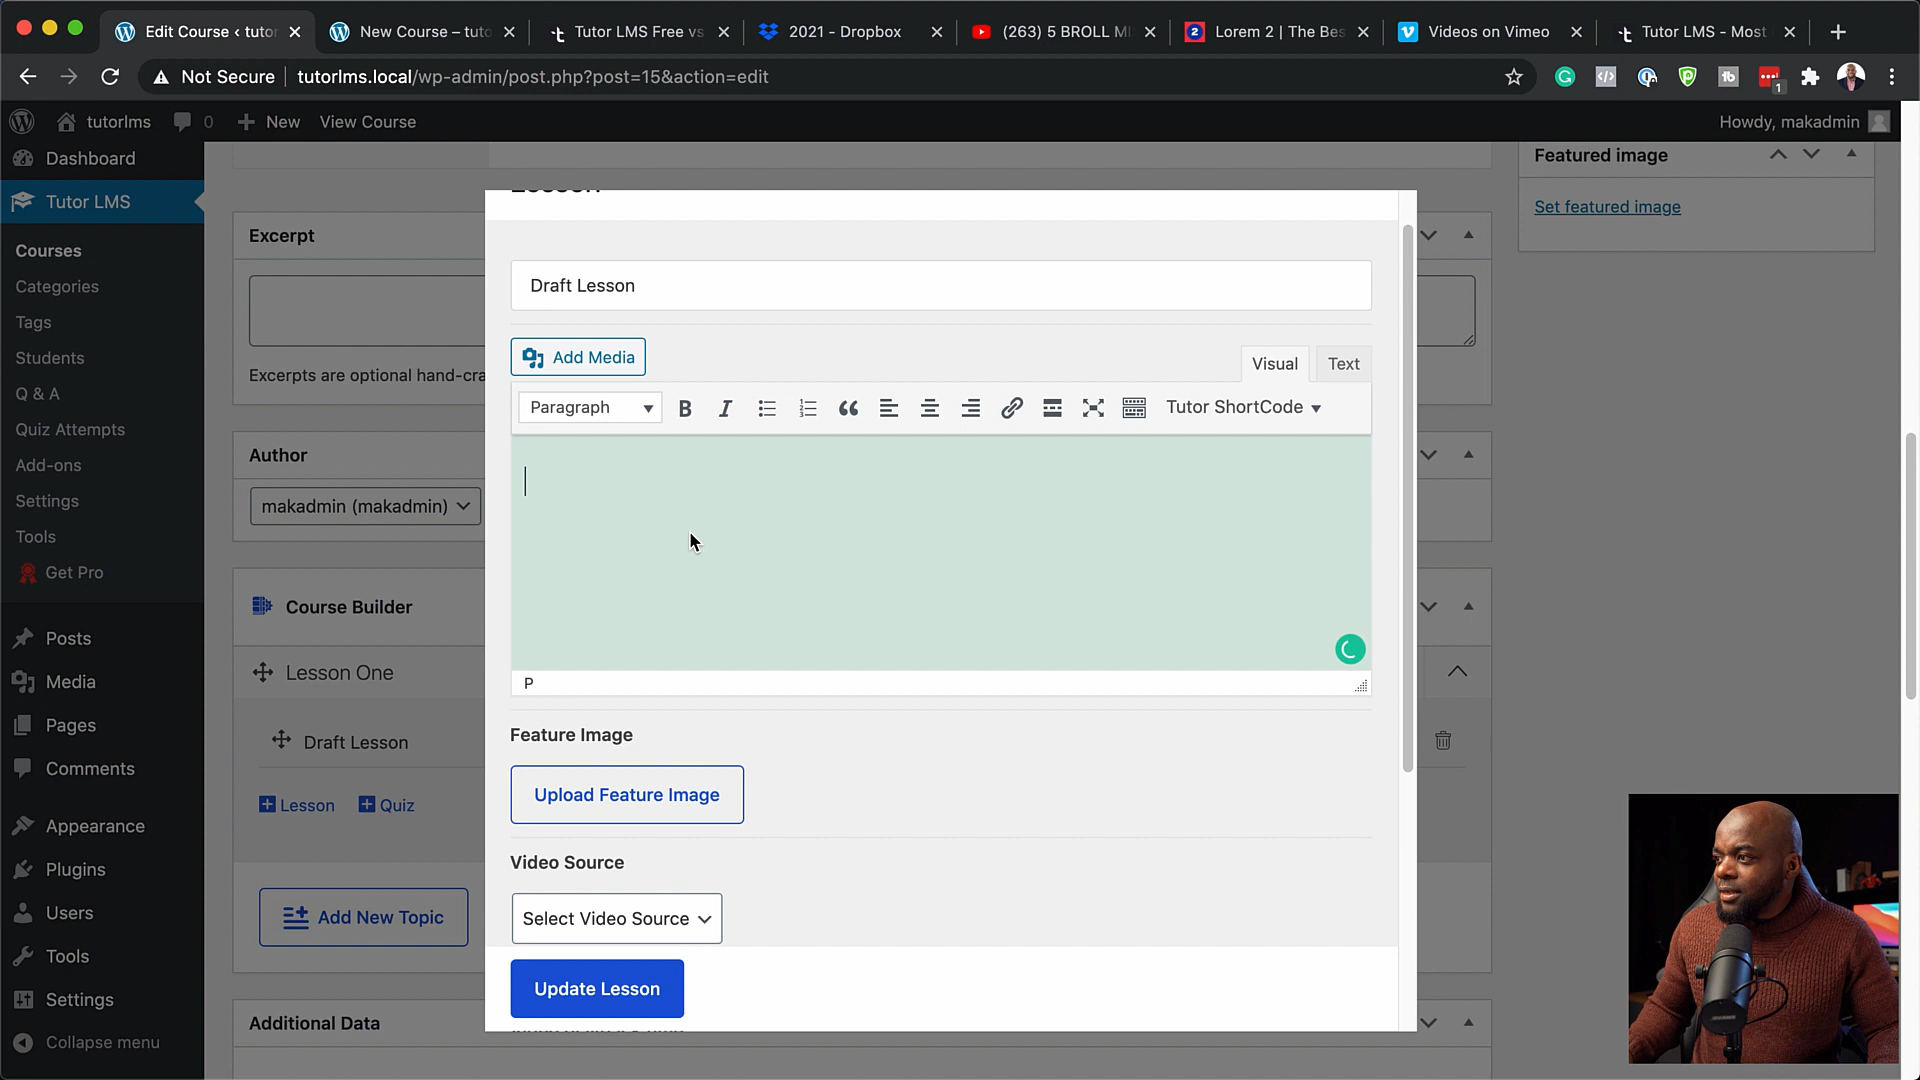 Edit Course ‹ tutor
New Course – tuto
Tutor LMS Free vs
2021 - Dropbox
(263) 5 BROLL MI
Lorem 2 | The Bes
Videos on Vimeo
Tutor LMS - Most
Not Secure
tutorlms.local/wp-admin/post.php?post=15&action=edit
1
tutorlms
0
New
View Course
Howdy, makadmin
Dashboard
Tutor LMS
Courses
Categories
Tags
Students
Q & A
Quiz Attempts
Add-ons
Settings
Tools
Get Pro
Posts
Media
Pages
Comments
Appearance
Plugins
Users
Tools
Settings
Collapse menu
Excerpt
Excerpts are optional hand-cra
Author
makadmin (makadmin)
Course Builder
Lesson One
Draft Lesson
Lesson
Quiz
Add New Topic
Additional Data
Lesson
Draft Lesson
Add Media
Visual
Text
Paragraph
B
I
Tutor ShortCode
P
Feature Image
Upload Feature Image
Video Source
Select Video Source
Update Lesson
Featured image
Set featured image